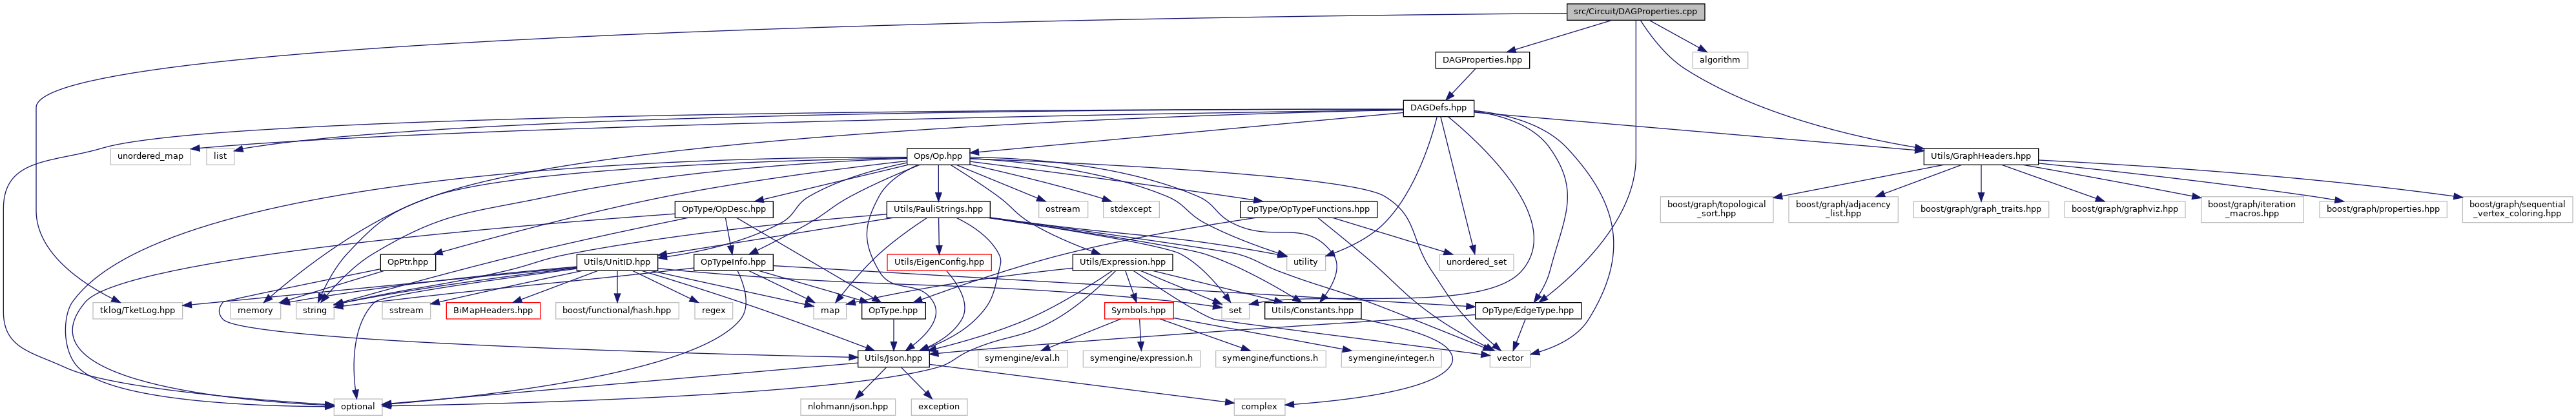 src/Circuit/DAGProperties.cpp
DAGProperties.hpp
algorithm
DAGDefs.hpp
unordered_map
list
Ops/Op.hpp
Utils/GraphHeaders.hpp
OpType/OpDesc.hpp
Utils/PauliStrings.hpp
ostream
stdexcept
OpType/OpTypeFunctions.hpp
boost/graph/topological
_sort.hpp
boost/graph/adjacency
_list.hpp
boost/graph/graph_traits.hpp
boost/graph/graphviz.hpp
boost/graph/iteration
_macros.hpp
boost/graph/properties.hpp
boost/graph/sequential
_vertex_coloring.hpp
OpPtr.hpp
Utils/UnitID.hpp
OpTypeInfo.hpp
Utils/EigenConfig.hpp
Utils/Expression.hpp
utility
unordered_set
tklog/TketLog.hpp
memory
string
sstream
BiMapHeaders.hpp
boost/functional/hash.hpp
regex
map
OpType.hpp
Symbols.hpp
set
Utils/Constants.hpp
OpType/EdgeType.hpp
Utils/Json.hpp
symengine/eval.h
symengine/expression.h
symengine/functions.h
symengine/integer.h
vector
optional
nlohmann/json.hpp
exception
complex